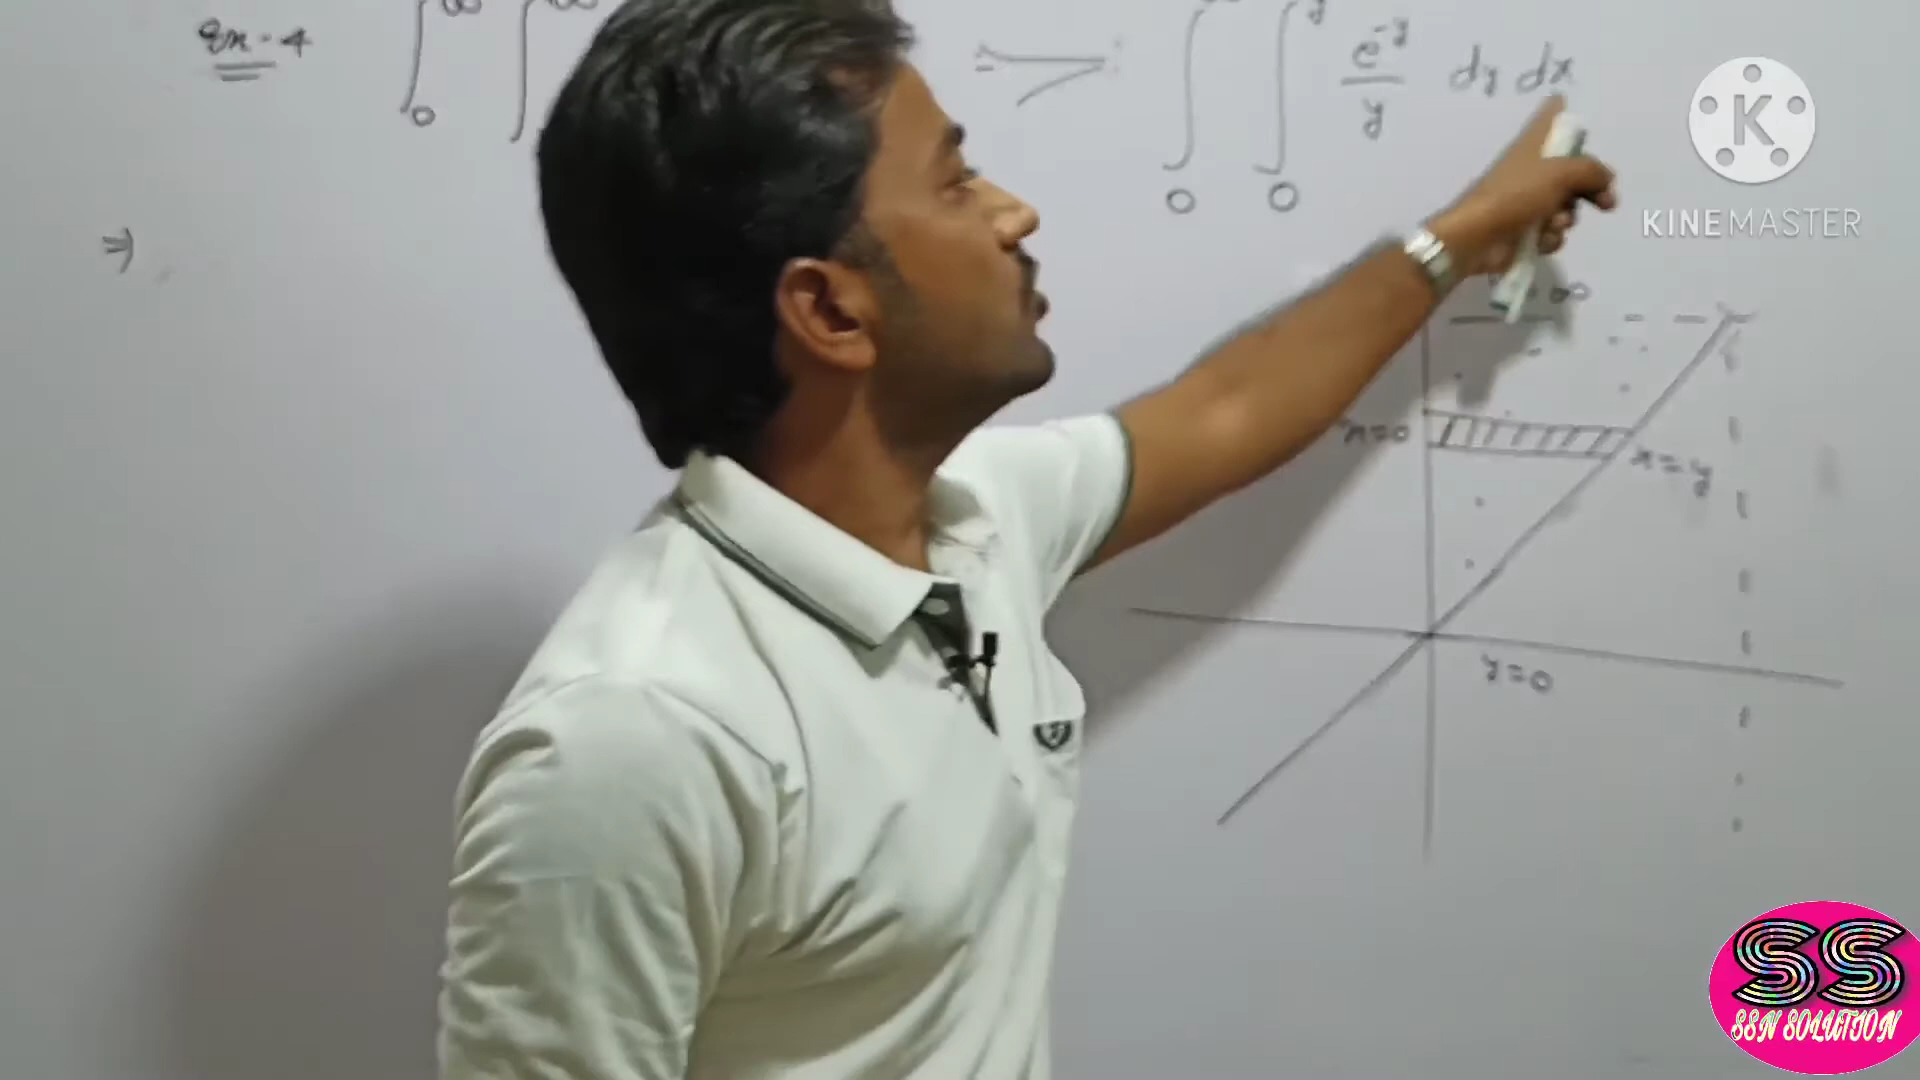 Ex-4 ∫₀^∞ ∫ ⇒ ∫₀^∞ ∫₀^y e^-y / y dy dx
⇒
KINEMASTER
∞
x=0
x=y
y=0
SS
SSN SOLUTION